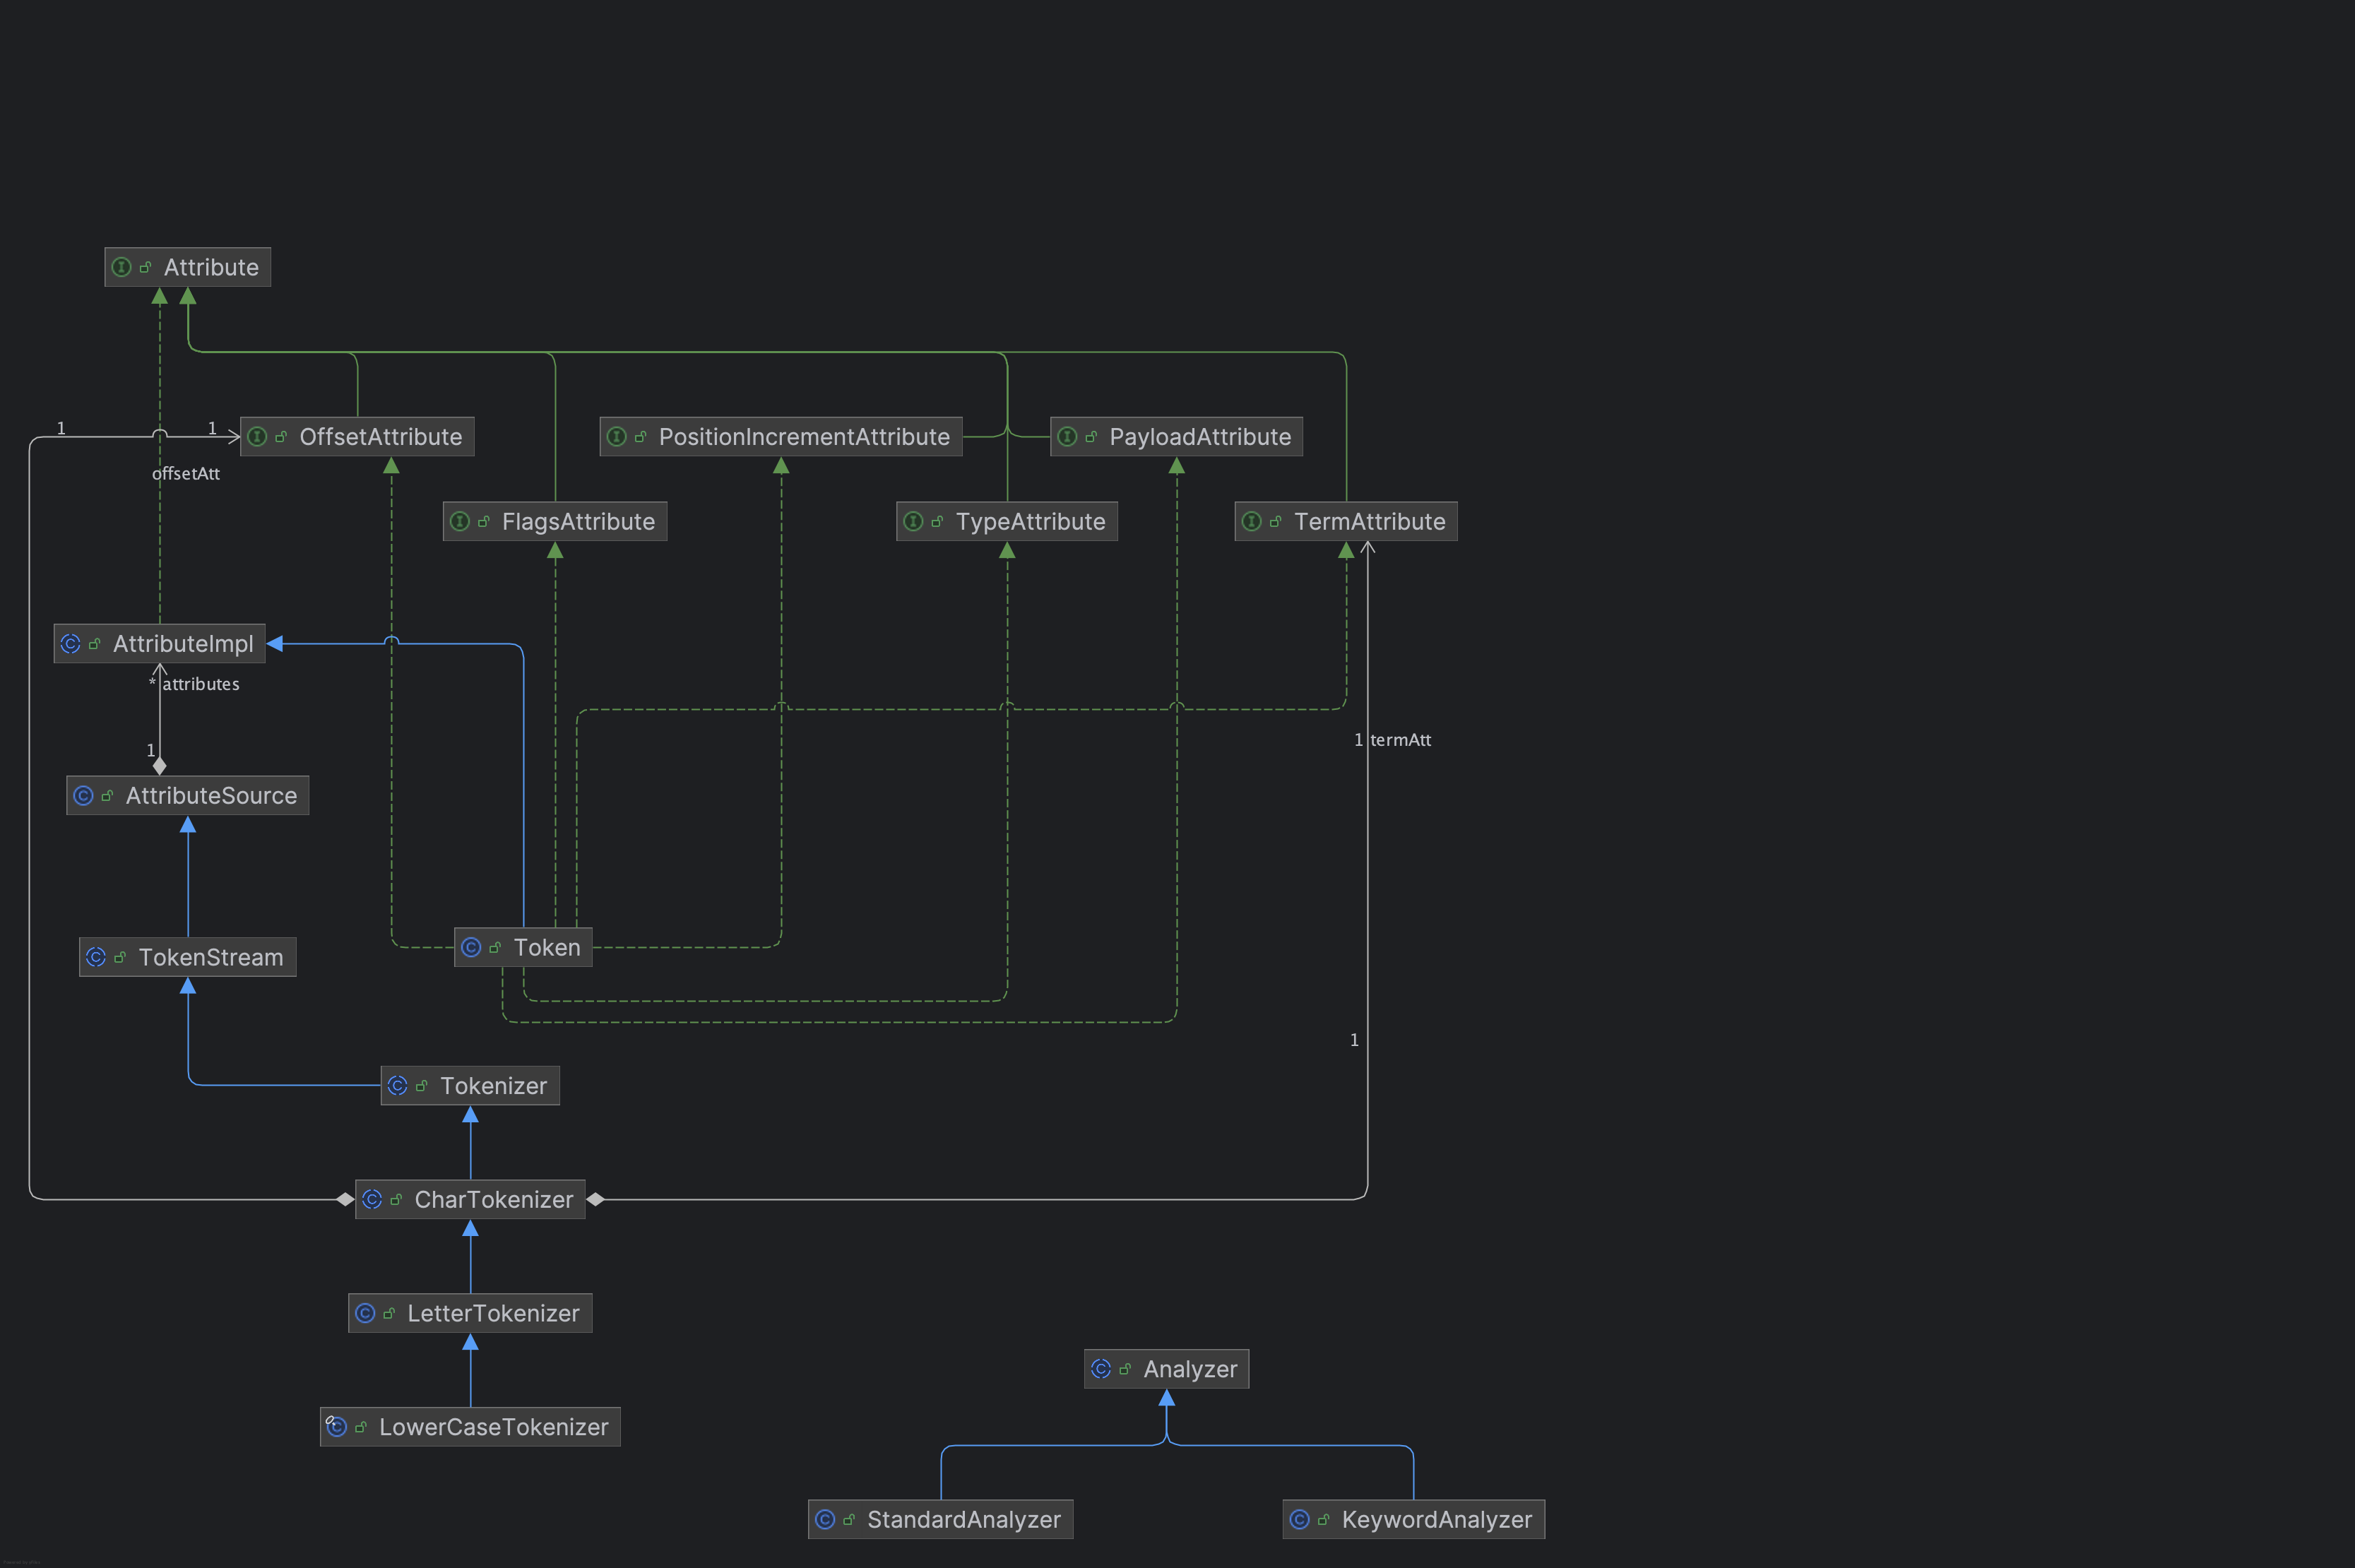 Attribute
1
1
OffsetAttribute
PositionIncrementAttribute
PayloadAttribute
offsetAtt
FlagsAttribute
TypeAttribute
TermAttribute
AttributeImpl
* attributes
1 termAtt
1
AttributeSource
TokenStream
Token
1
Tokenizer
CharTokenizer
LetterTokenizer
Analyzer
LowerCaseTokenizer
StandardAnalyzer
KeywordAnalyzer